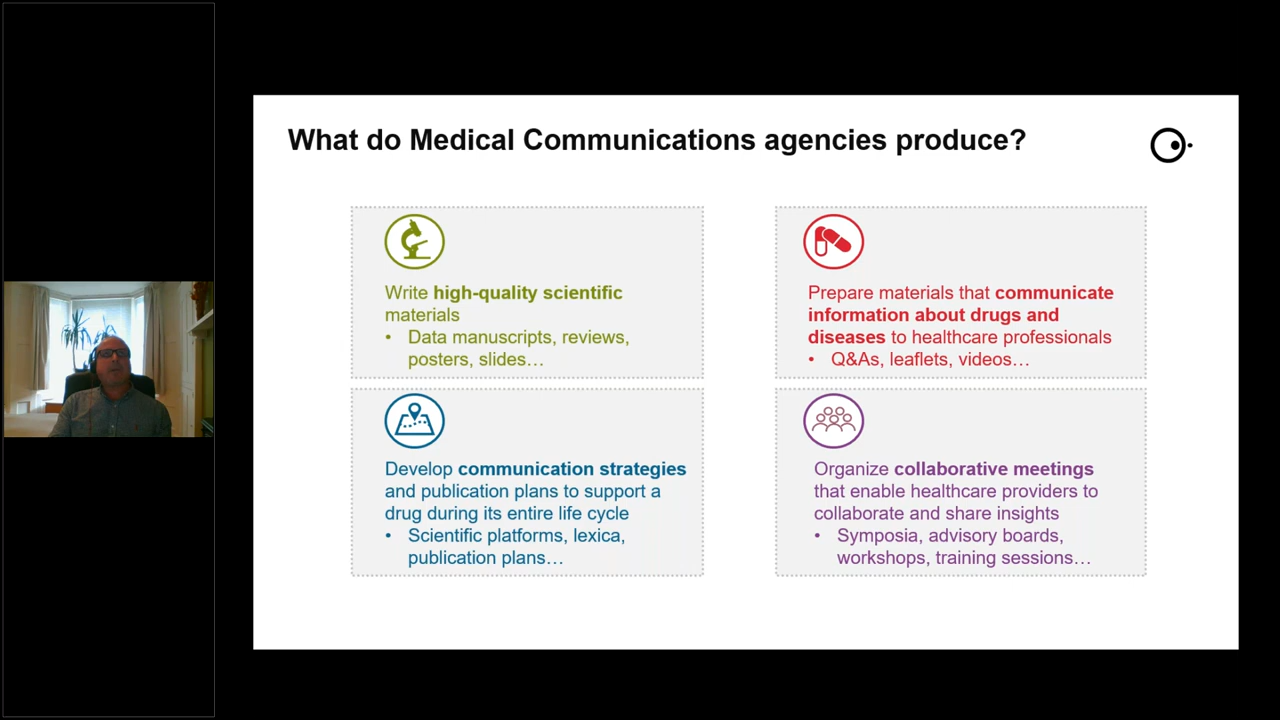 What do Medical Communications agencies produce?
Write high-quality scientific
materials
• Data manuscripts, reviews,
posters, slides…
Prepare materials that communicate
information about drugs and
diseases to healthcare professionals
• Q&As, leaflets, videos…
Develop communication strategies
and publication plans to support a
drug during its entire life cycle
• Scientific platforms, lexica,
publication plans…
Organize collaborative meetings
that enable healthcare providers to
collaborate and share insights
• Symposia, advisory boards,
workshops, training sessions…